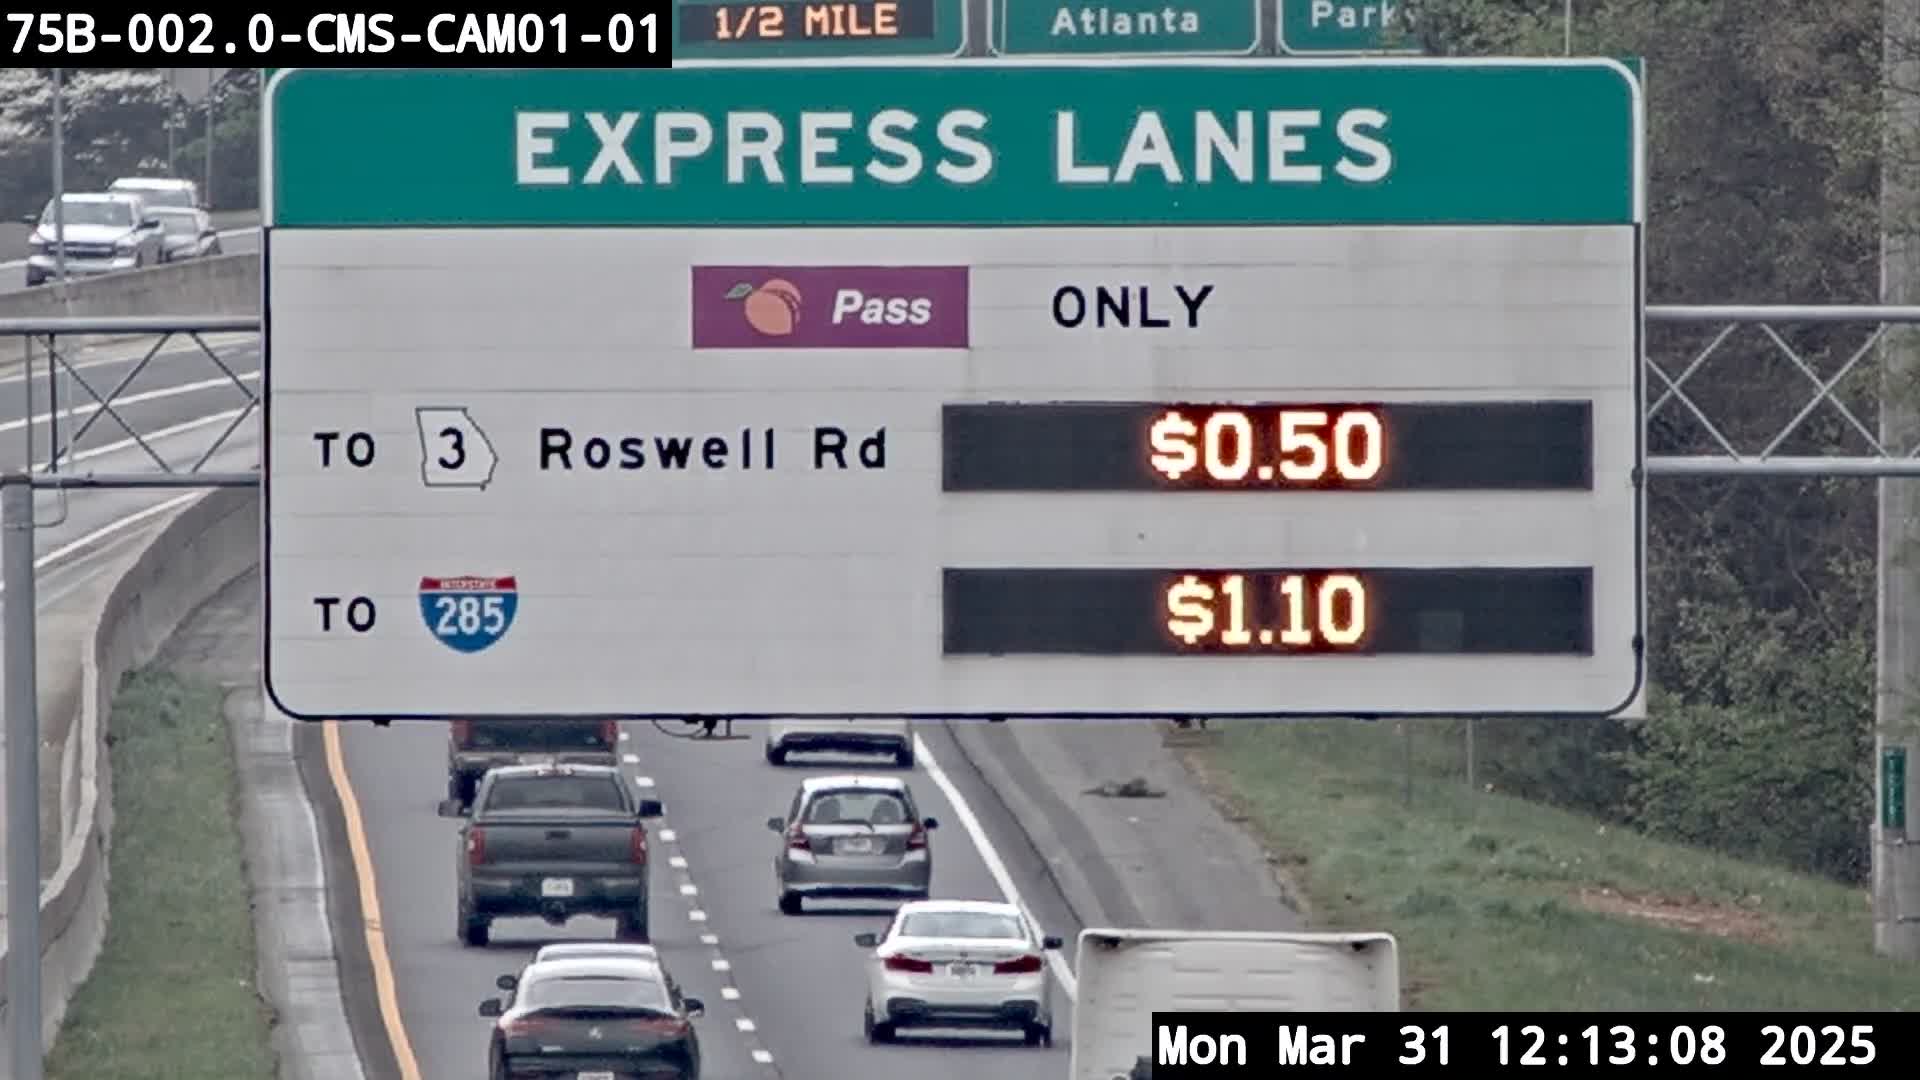 75B-002.0-CMS-CAM01-01
1/2 MILE
Atlanta
Park
EXPRESS LANES
Pass ONLY
TO 3 Roswell Rd $0.50
TO INTERSTATE 285 $1.10
Mon Mar 31 12:13:08 2025